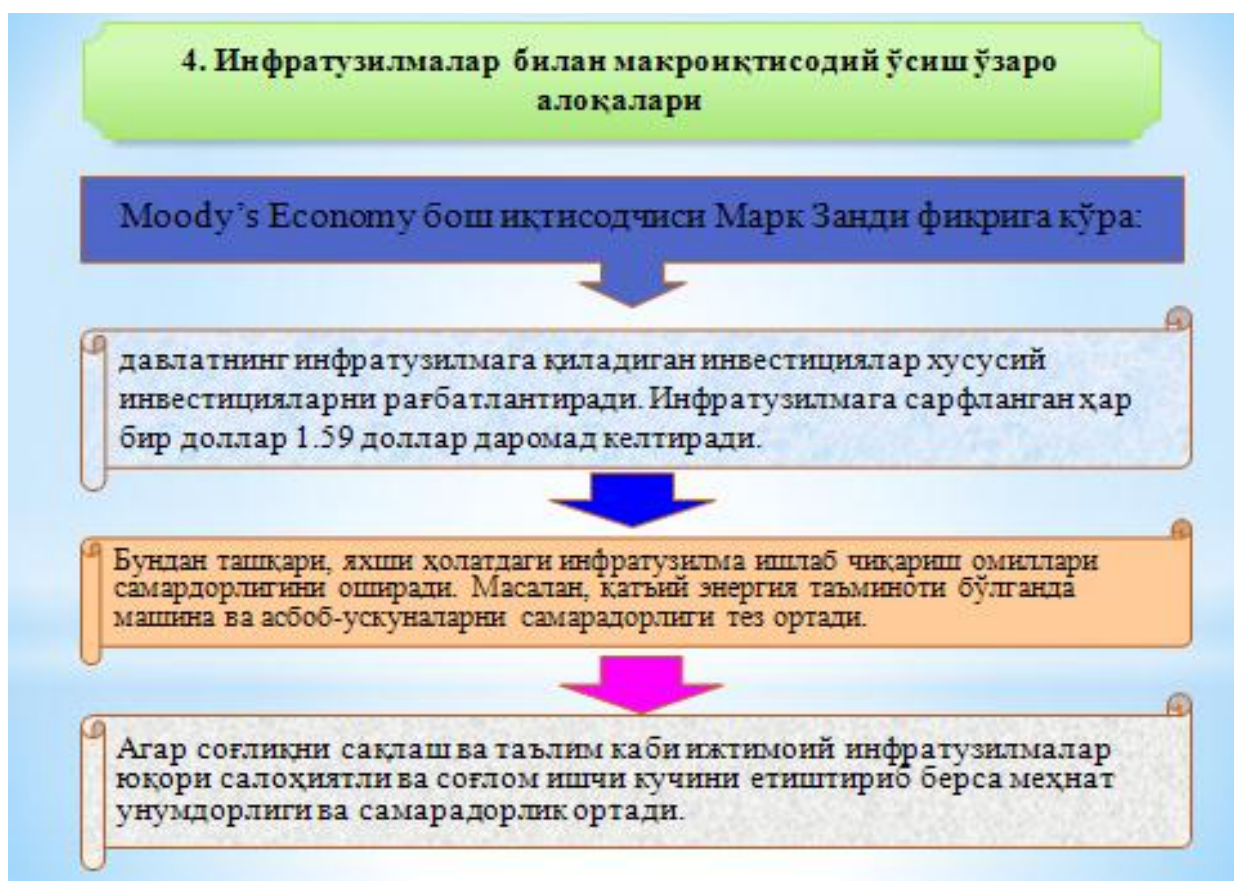 4. Инфратузилмалар билан макроиқтисодий ўсиш ўзаро
алоқалари
Moody’s Economy бош иқтисодчиси Марк Занди фикрига кўра:
давлатнинг инфратузилмага қиладиган инвестициялар хусусий
инвестицияларни рағбатлантиради. Инфратузилмага сарфланган ҳар
бир доллар 1.59 доллар даромад келтиради.
Бундан ташқари, яхши ҳолатдаги инфратузилма ишлаб чиқариш омиллари
самардорлигини оширади. Масалан, қатъий энергия таъминоти бўлганда
машина ва асбоб-ускуналарни самарадорлиги тез ортади.
Агар соғлиқни сақлаш ва таълим каби ижтимоий инфратузилмалар
юқори салоҳиятли ва соғлом ишчи кучини етиштириб берса меҳнат
унумдорлиги ва самарадорлик ортади.